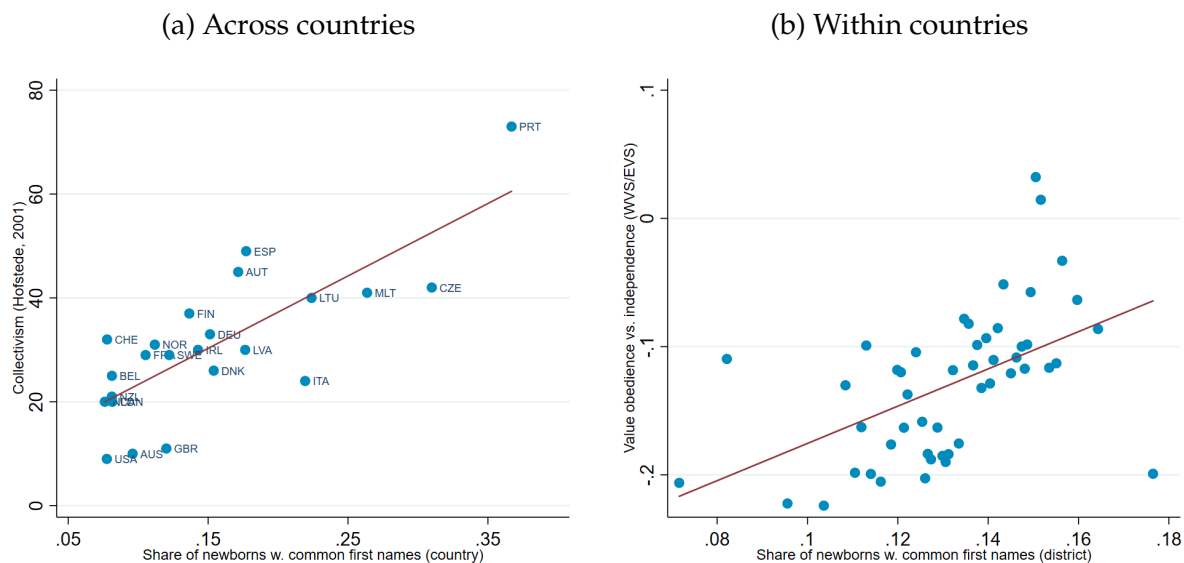 (a) Across countries
80
60
40
20
0
Collectivism (Hofstede, 2001)
PRT
ESP
AUT
CZE
MLT
LTU
FIN
DEU
CHE
NOR
IRL
LVA
SWE
DNK
BEL
ITA
NZL
GBR
AUS
USA
.05 .15 .25 .35
Share of newborns w. common first names (country)
(b) Within countries
.1
0
-.1
-.2
Value obedience vs. independence (WVS/EVS)
.08 .1 .12 .14 .16 .18
Share of newborns w. common first names (district)